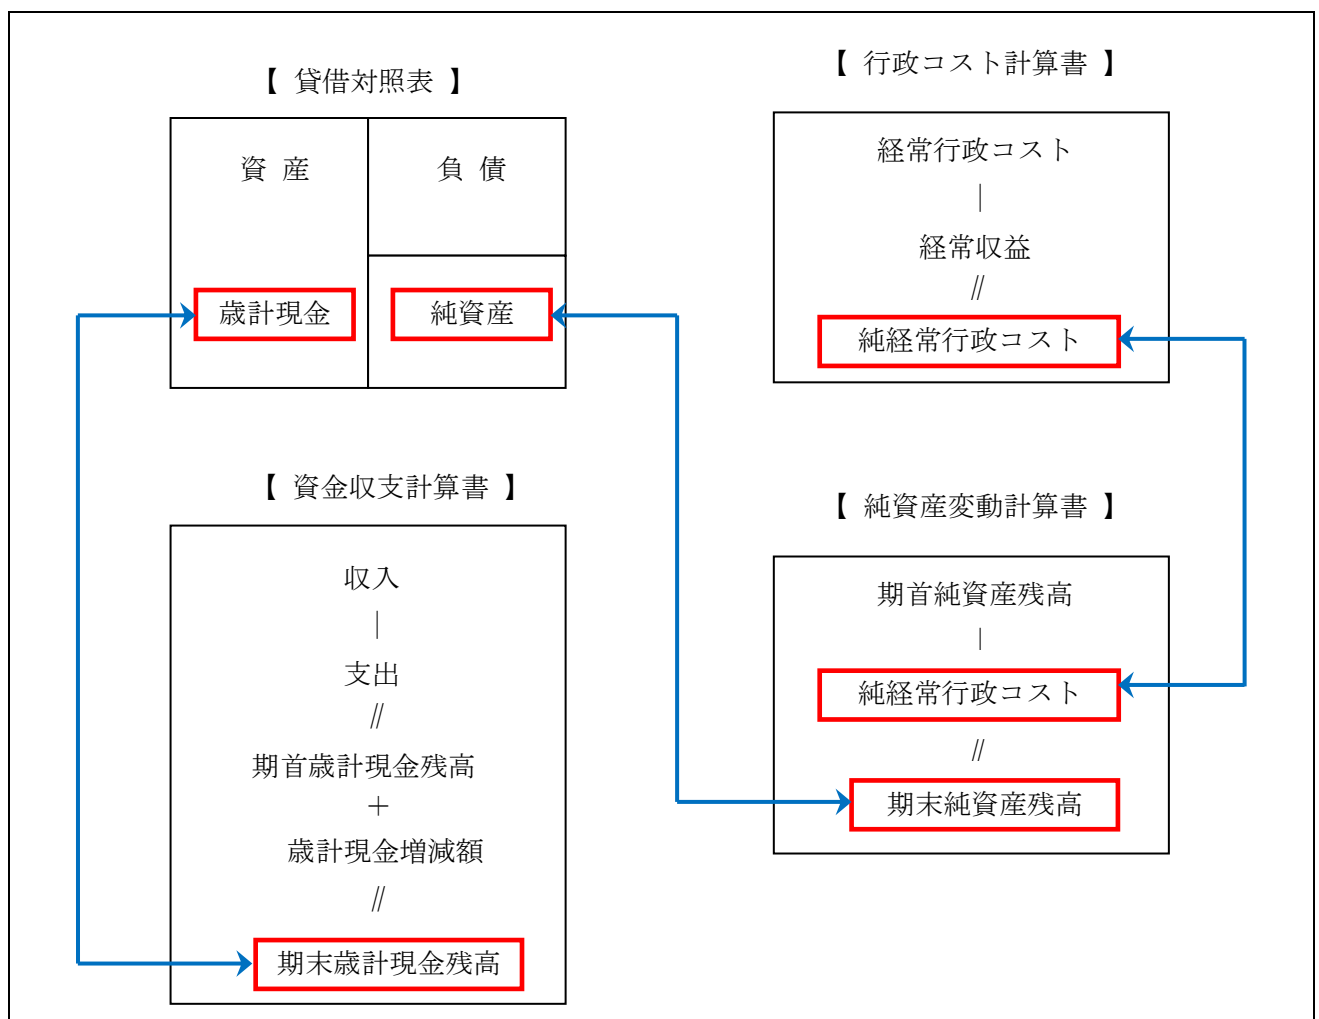 【 貸借対照表 】
資 産
負 債
歳計現金
純資産
【 行政コスト計算書 】
経常行政コスト
|
経常収益
//
純経常行政コスト
【 資金収支計算書 】
収入
|
支出
//
期首歳計現金残高
+
歳計現金増減額
//
期末歳計現金残高
【 純資産変動計算書 】
期首純資産残高
|
純経常行政コスト
//
期末純資産残高